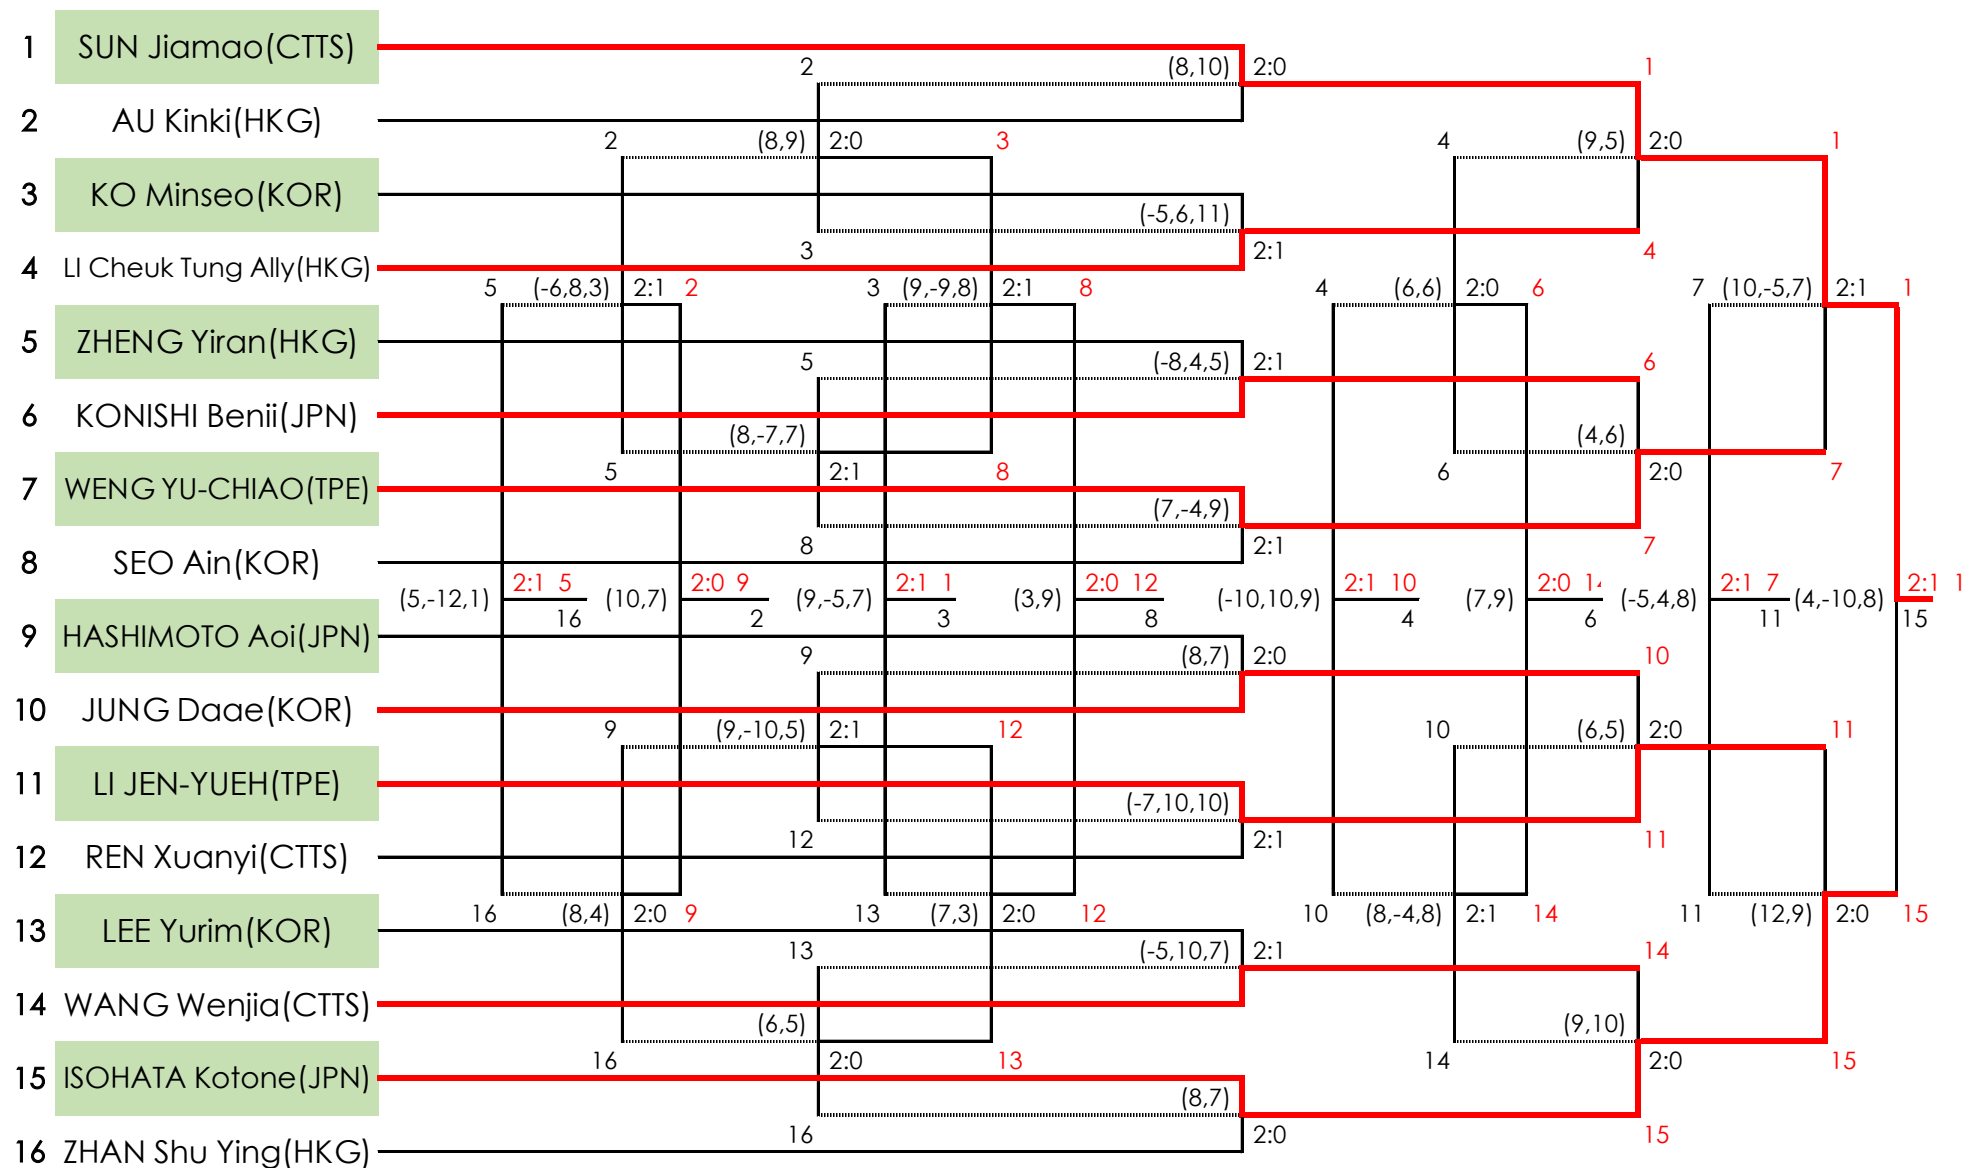 1 SUN Jiamao(CTTS)
2 (8,10) 2:0 1
2 AU Kinki(HKG)
2 (8,9) 2:0 3 4 (9,5) 2:0 1
3 KO Minseo(KOR)
(-5,6,11)
3 2:1 4
4 LI Cheuk Tung Ally(HKG)
5 (-6,8,3) 2:1 2 3 (9,-9,8) 2:1 8 4 (6,6) 2:0 6 7 (10,-5,7) 2:1 1
5 ZHENG Yiran(HKG)
5 (-8,4,5) 2:1 6
6 KONISHI Benii(JPN)
(8,-7,7) (4,6)
5 2:1 8 6 2:0 7
7 WENG YU-CHIAO(TPE)
(7,-4,9)
8 2:1 7
8 SEO Ain(KOR)
2:1 5 2:0 9 2:1 1 2:0 12 2:1 10 2:0 2:1 7 2:1 1
(5,-12,1) (10,7) (9,-5,7) (3,9) (-10,10,9) (7,9) (-5,4,8) (4,-10,8)
16 2 3 8 4 6 11 15
9 HASHIMOTO Aoi(JPN)
9 (8,7) 2:0 10
10 JUNG Daae(KOR)
9 (9,-10,5) 2:1 12 10 (6,5) 2:0 11
11 LI JEN-YUEH(TPE)
(-7,10,10)
12 2:1 11
12 REN Xuanyi(CTTS)
16 (8,4) 2:0 9 13 (7,3) 2:0 12 10 (8,-4,8) 2:1 14 11 (12,9) 2:0 15
13 LEE Yurim(KOR)
13 (-5,10,7) 2:1 14
14 WANG Wenjia(CTTS)
(6,5) (9,10)
16 2:0 13 14 2:0 15
15 ISOHATA Kotone(JPN)
(8,7)
16 2:0 15
16 ZHAN Shu Ying(HKG)